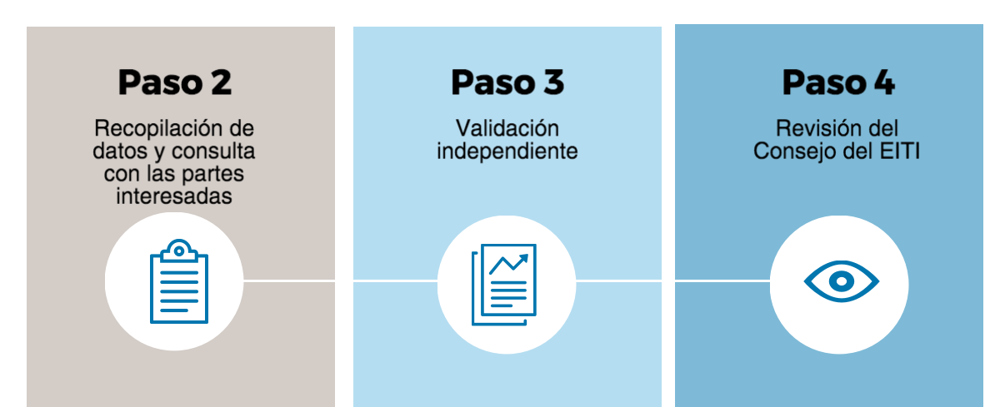 Paso 2
Recopilación de
datos y consulta
con las partes
interesadas
Paso 3
Validación
independiente
Paso 4
Revisión del
Consejo del EITI